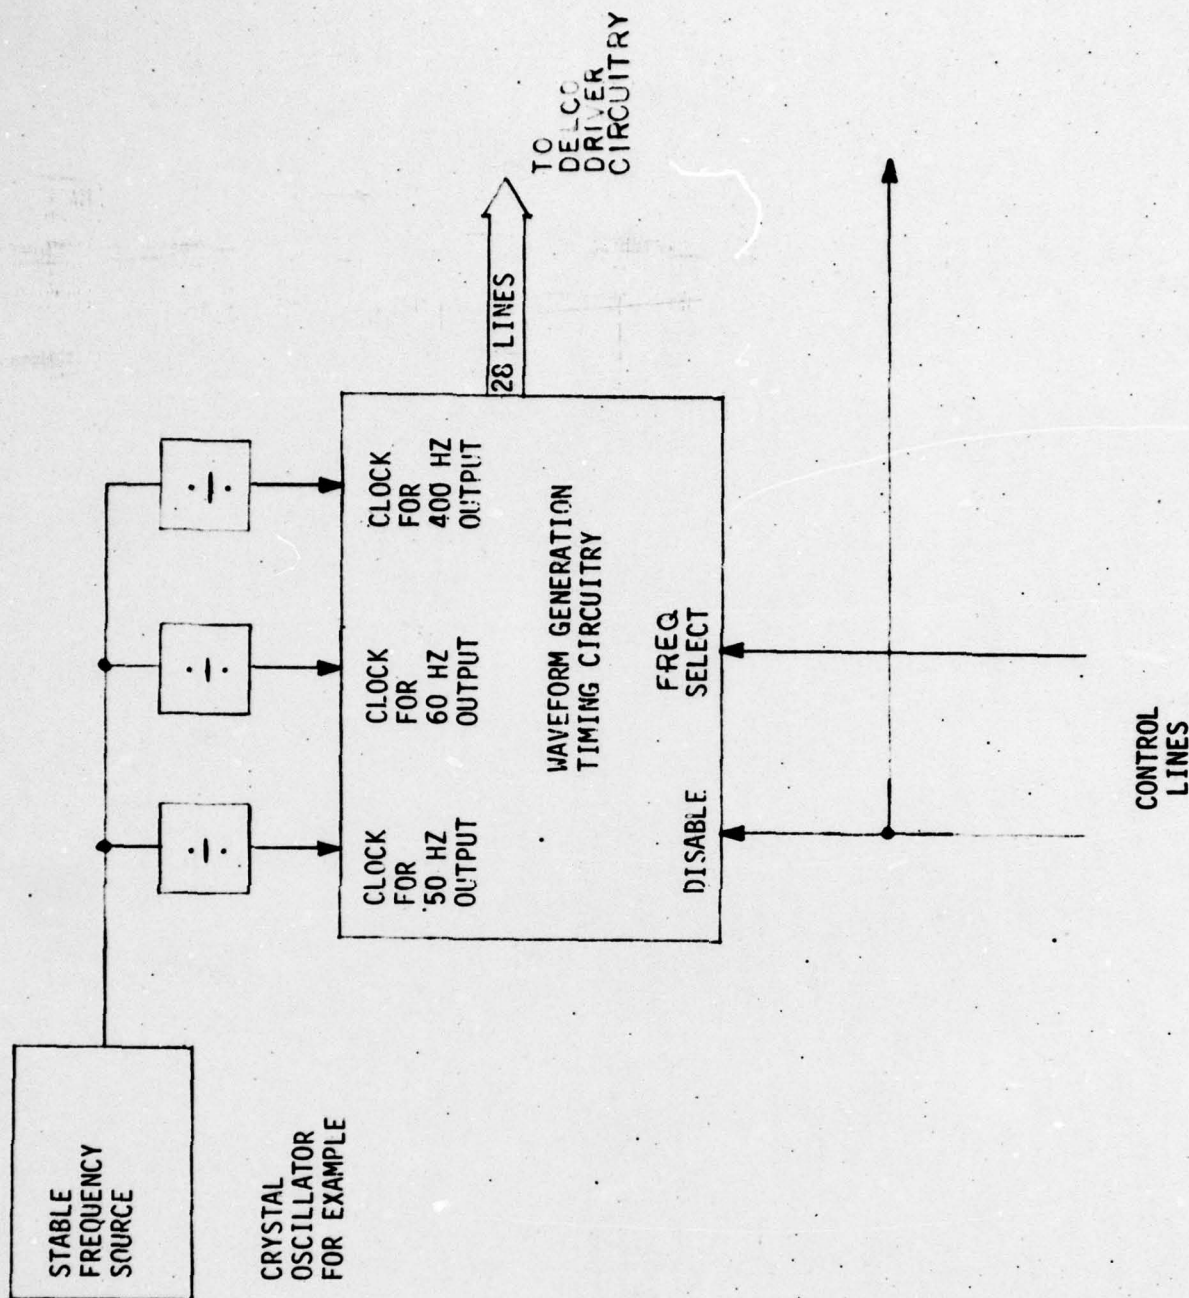 STABLE
FREQUENCY
SOURCE
CRYSTAL
OSCILLATOR
FOR EXAMPLE
CLOCK
FOR
50 HZ
OUTPUT
CLOCK
FOR
60 HZ
OUTPUT
CLOCK
FOR
400 HZ
OUTPUT
WAVEFORM GENERATION
TIMING CIRCUITRY
DISABLE
FREQ
SELECT
28 LINES
TO
DELCO
DRIVER
CIRCUITRY
CONTROL
LINES